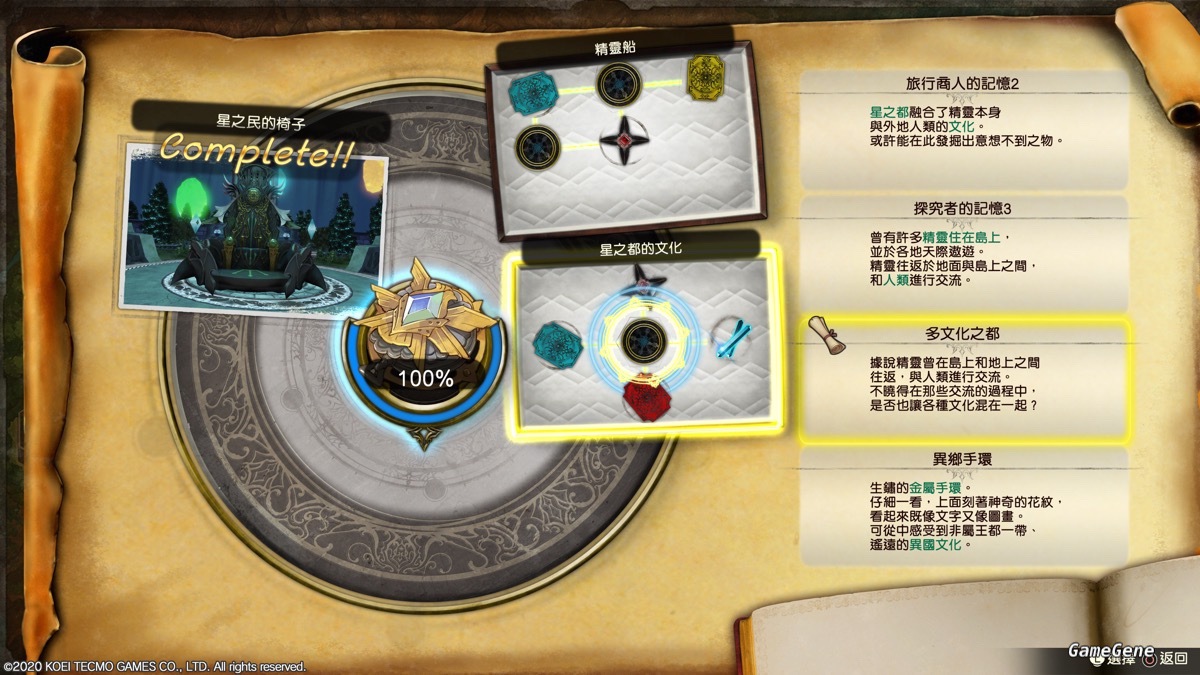 星之民的椅子
Complete!!
100%
精靈船
星之都的文化
旅行商人的記憶2
星之都融合了精靈本身
與外地人類的文化。
或許能在此發掘出意想不到之物。
探究者的記憶3
曾有許多精靈住在島上，
並於各地天際遨遊。
精靈往返於地面與島上之間，
和人類進行交流。
多文化之都
據說精靈曾在島上和地上之間
往返，與人類進行交流。
不曉得在那些交流的過程中，
是否也讓各種文化混在一起？
異鄉手環
生鏽的金屬手環。
仔細一看，上面刻著神奇的花紋，
看起來既像文字又像圖畫。
可從中感受到非屬王都一帶、
遙遠的異國文化。
©2020 KOEI TECMO GAMES CO., LTD. All rights reserved.
GameGene
L 選擇 返回